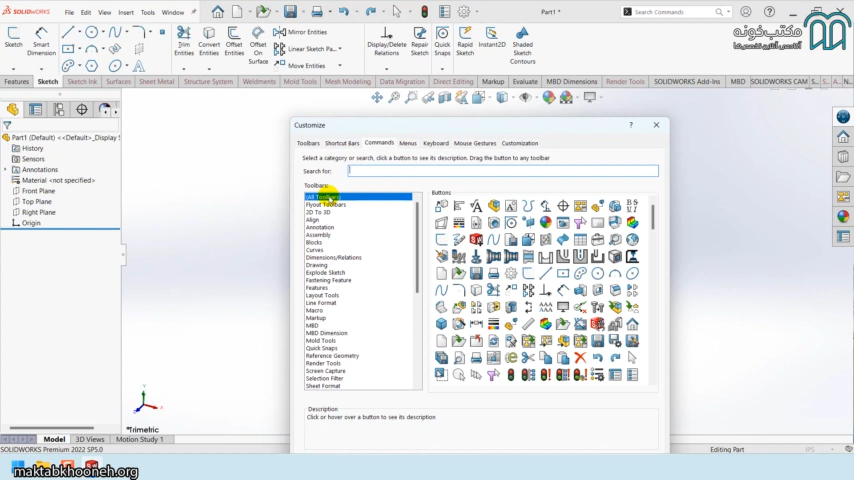 SOLIDWORKS
Part1 *
Search Commands
Sketch
Smart Dimension
Trim Entities
Convert Entities
Offset Entities
Offset On Surface
Mirror Entities
Linear Sketch Pa...
Move Entities
Display/Delete Relations
Repair Sketch
Quick Snaps
Rapid Sketch
Instant2D
Shaded Sketch Contours
مکتب‌خونه
Features
Sketch
Sketch Ink
Surfaces
Sheet Metal
Structure System
Weldments
Mold Tools
Mesh Modeling
Data Migration
Direct Editing
Markup
Evaluate
MBD Dimensions
Render Tools
SOLIDWORKS Add-Ins
MBD
SOLIDWORKS CAM
Part1 (Default) <<Default>_Display S
History
Sensors
Annotations
Material <not specified>
Front Plane
Top Plane
Right Plane
Origin
Customize
Toolbars
Shortcut Bars
Commands
Menus
Keyboard
Mouse Gestures
Customization
Select a category or search, click a button to see its description. Drag the button to any toolbar
Search for:
Toolbars:
Buttons
Flyout Toolbars
2D To 3D
Align
Annotation
Assembly
Blocks
Curves
Dimensions/Relations
Drawing
Explode Sketch
Fastening Feature
Features
Layout Tools
Line Format
Macro
Markup
MBD
MBD Dimension
Mold Tools
Quick Snaps
Reference Geometry
Render Tools
Screen Capture
Selection Filter
Sheet Format
Description
Click or hover over a button to see its description
*Trimetric
Model
3D Views
Motion Study 1
SOLIDWORKS Premium 2022 SP5.0
Editing Part
IPS
maktabkhooneh.org